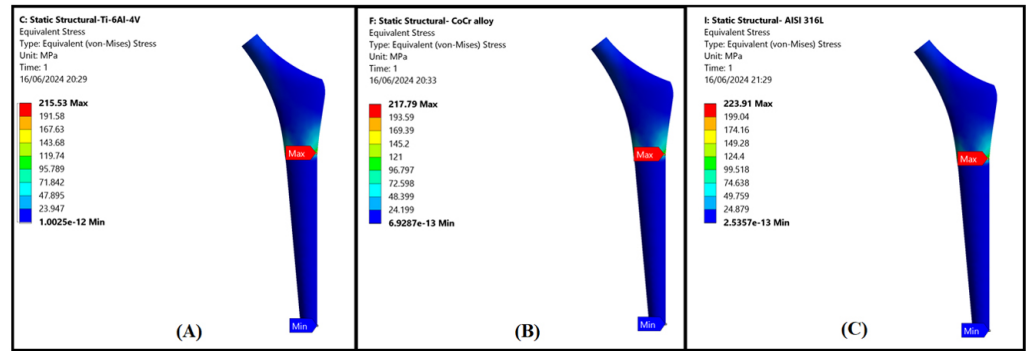 C: Static Structural-Ti-6Al-4V
Equivalent Stress
Type: Equivalent (von-Mises) Stress
Unit: MPa
Time: 1
16/06/2024 20:29
215.53 Max
191.58
167.63
143.68
119.74
95.789
71.842
47.895
23.947
1.0025e-12 Min
Max
Min
(A)
F: Static Structural-CoCr alloy
Equivalent Stress
Type: Equivalent (von-Mises) Stress
Unit: MPa
Time: 1
16/06/2024 20:33
217.79 Max
193.59
169.39
145.2
121
96.797
72.598
48.399
24.199
6.9287e-13 Min
Max
Min
(B)
I: Static Structural- AISI 316L
Equivalent Stress
Type: Equivalent (von-Mises) Stress
Unit: MPa
Time: 1
16/06/2024 21:29
223.91 Max
199.04
174.16
149.28
124.4
99.518
74.638
49.759
24.879
2.5357e-13 Min
Max
Min
(C)